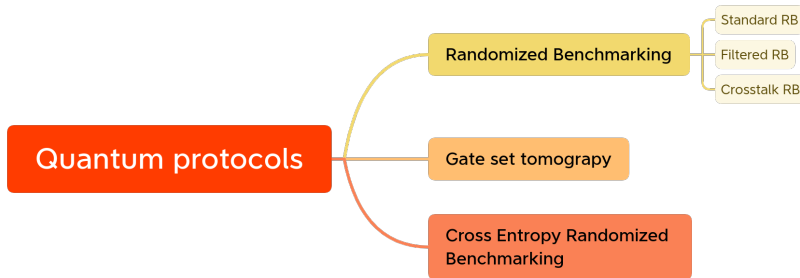 Quantum protocols
Randomized Benchmarking
Standard RB
Filtered RB
Crosstalk RB
Gate set tomograpy
Cross Entropy Randomized
Benchmarking